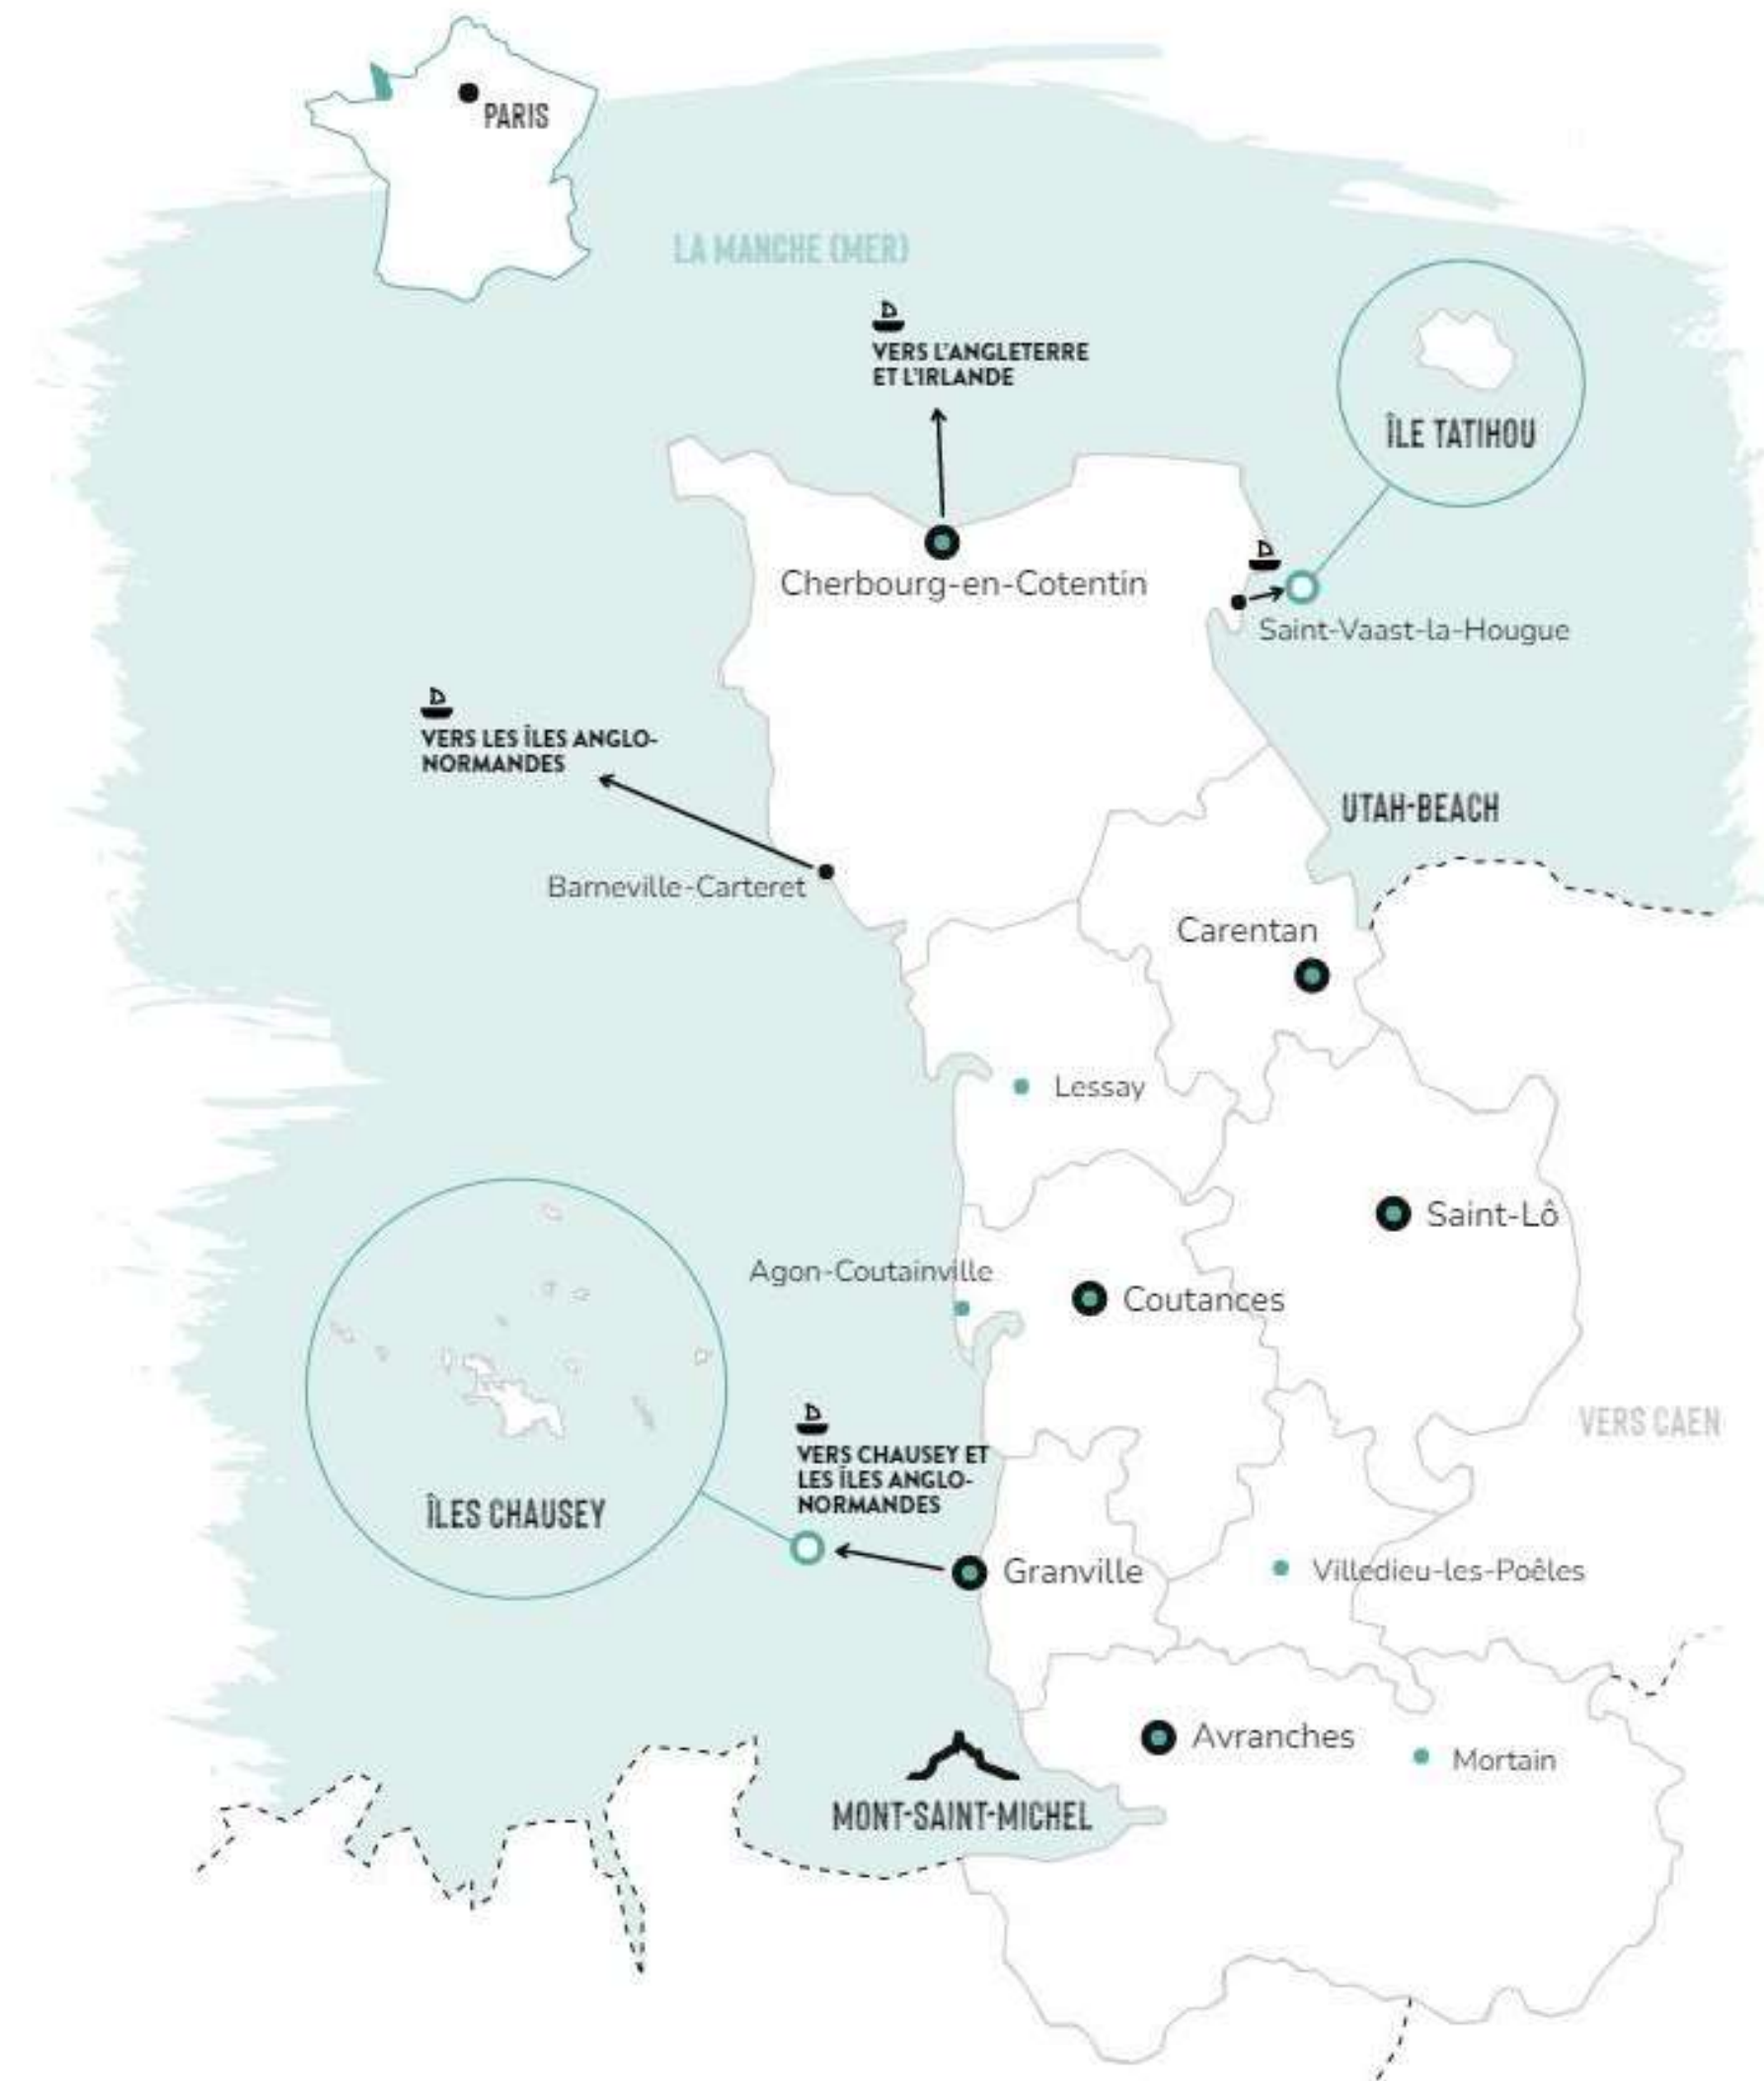 PARIS
LA MANCHE (MER)
VERS L'ANGLETERRE
ET L'IRLANDE
ÎLE TATIHOU
Cherbourg-en-Cotentin
Saint-Vaast-la-Hougue
VERS LES ÎLES ANGLO-
NORMANDES
UTAH-BEACH
Barneville-Carteret
Carentan
Lessay
Saint-Lô
Agon-Coutainville
Coutances
VERS CAEN
VERS CHAUSEY ET
LES ÎLES ANGLO-
NORMANDES
ÎLES CHAUSEY
Granville
Villedieu-les-Poêles
Avranches
Mortain
MONT-SAINT-MICHEL